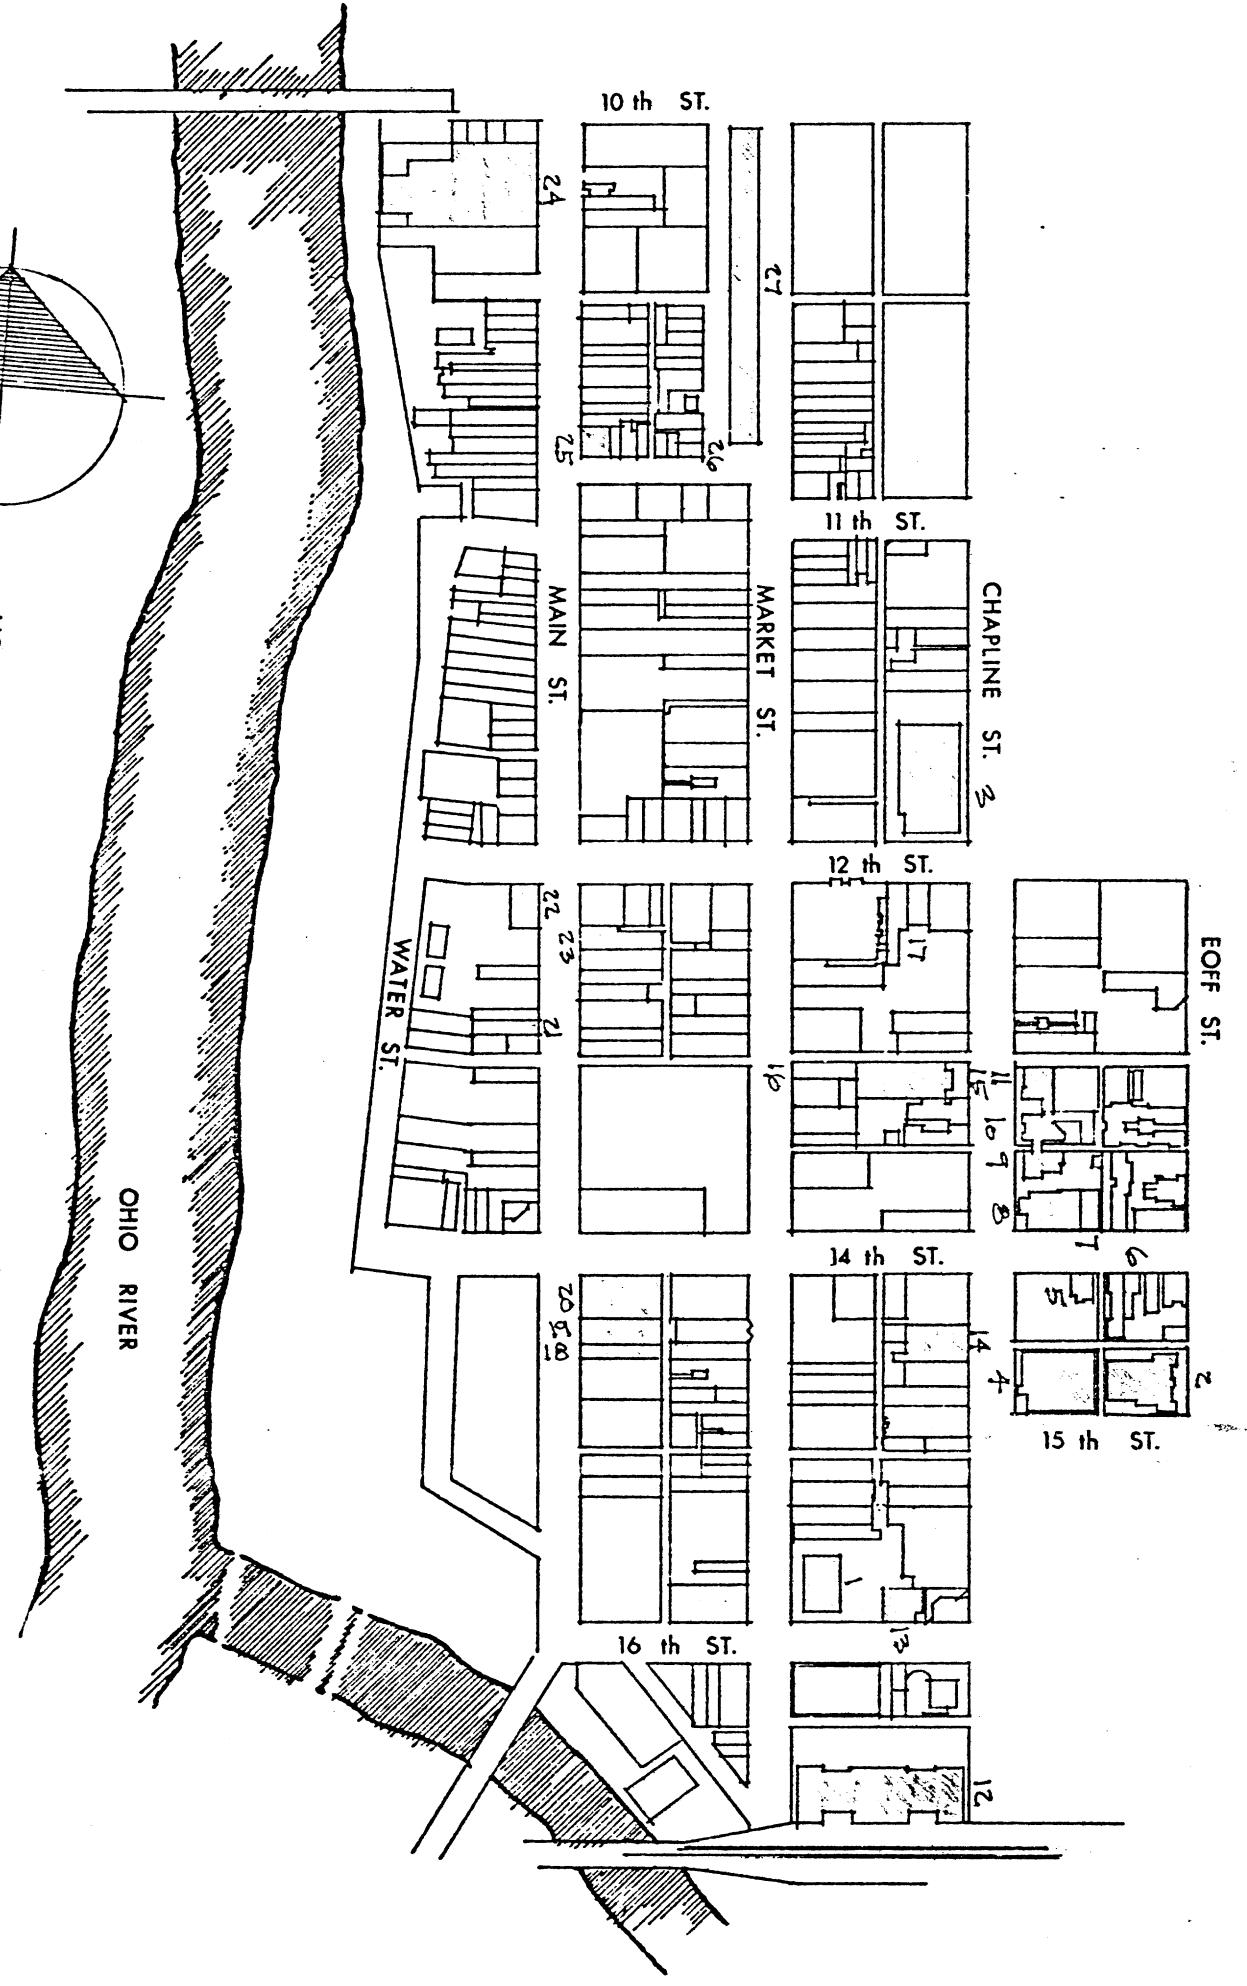 10 th ST.
24
27
25
26
11 th ST.
MAIN ST.
MARKET ST.
CHAPLINE ST.
3
12 th ST.
22
23
17
EOFF ST.
WATER ST.
21
16
15
11
10
9
8
7
6
OHIO RIVER
14 th ST.
20
19
18
5
14
4
2
15 th ST.
1
16 th ST.
13
12